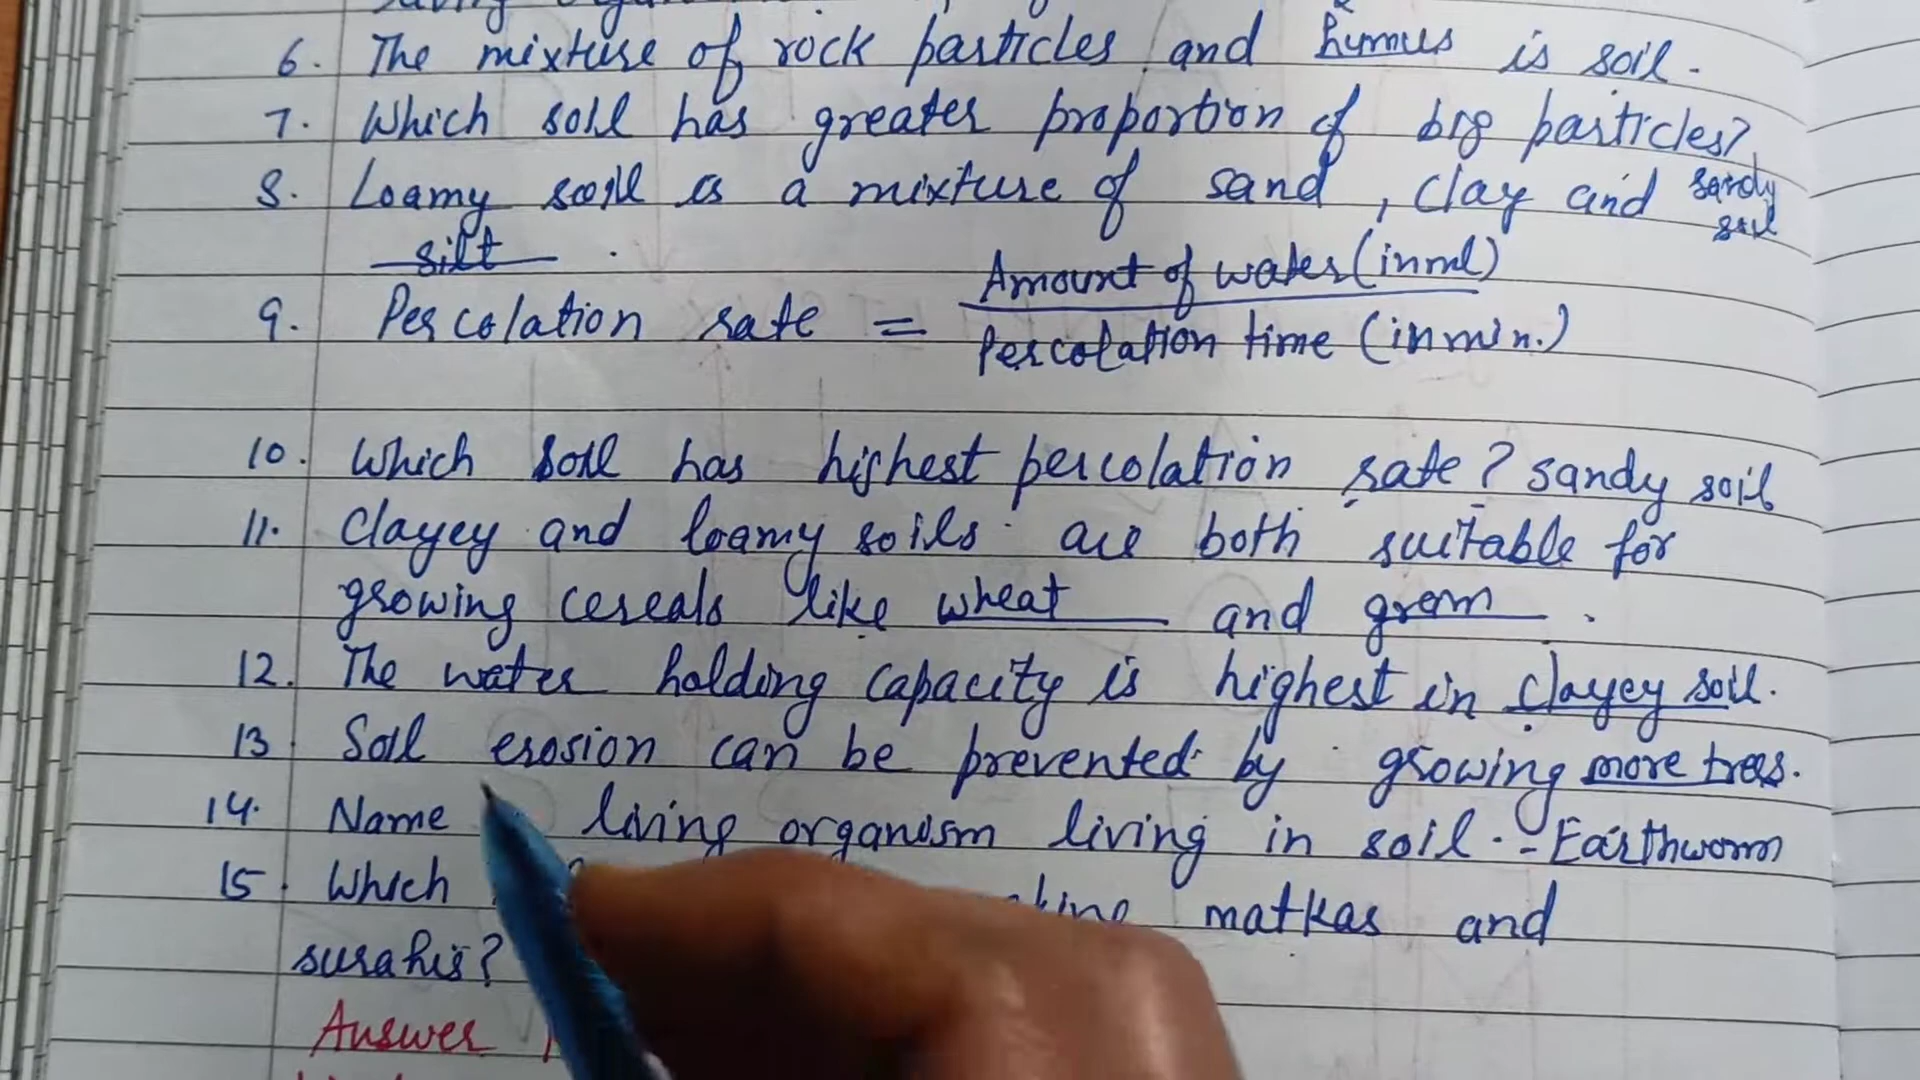 6. The mixture of rock particles and humus is soil.
7. Which soil has greater proportion of big particles?
8. Loamy soil is a mixture of sand, clay and sandy soil
silt.
9. Percolation rate = Amount of water (in ml)
Percolation time (in min.)
10. Which soil has highest percolation rate? sandy soil
11. Clayey and loamy soils are both suitable for
growing cereals like wheat and gram.
12. The water holding capacity is highest in clayey soil.
13 Soil erosion can be prevented by growing more trees.
14. Name living organism living in soil. - Earthworm
15. Which matkas and
surahis?
Answer